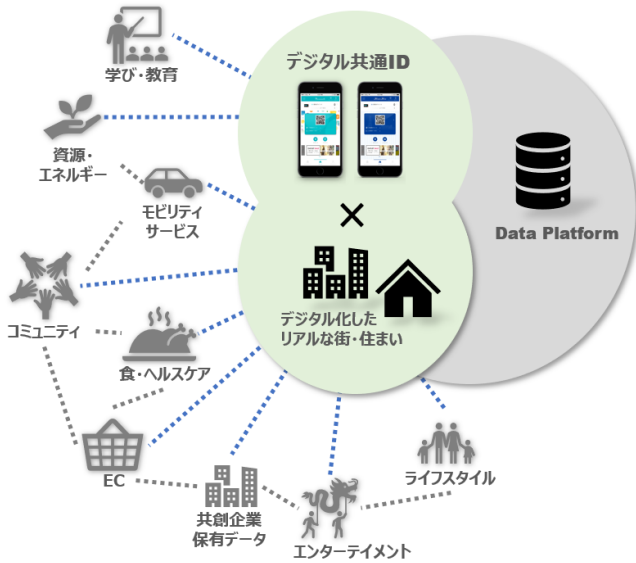 デジタル共通ID
学び・教育
資源・
エネルギー
モビリティ
サービス
Data Platform
デジタル化した
リアルな街・住まい
コミュニティ
食・ヘルスケア
EC
ライフスタイル
共創企業
保有データ
エンターテイメント